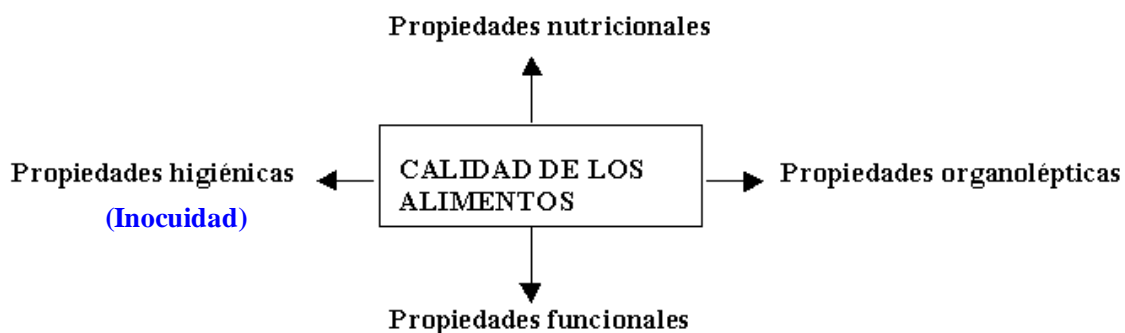 Propiedades nutricionales
Propiedades higiénicas
(Inocuidad)
CALIDAD DE LOS
ALIMENTOS
Propiedades organolépticas
Propiedades funcionales